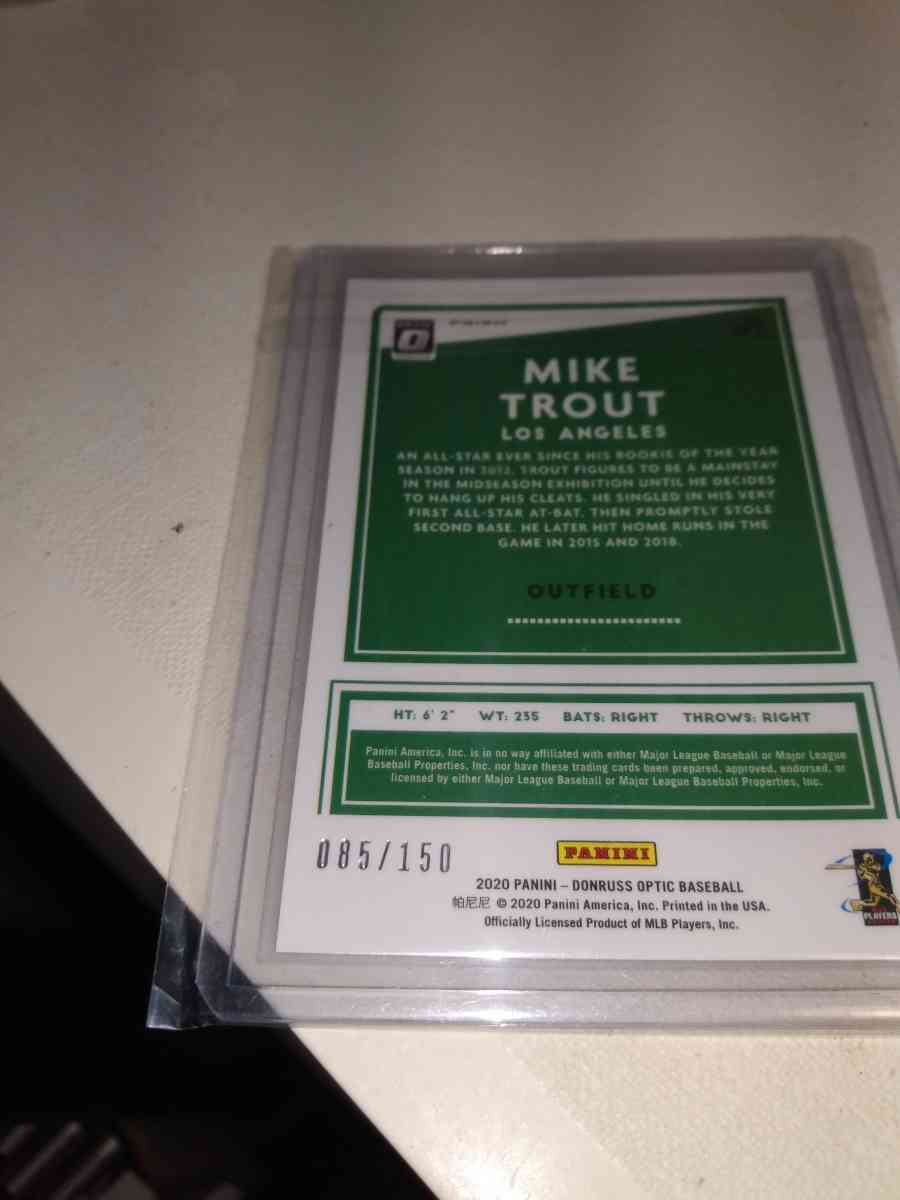 PRIZM
MIKE
TROUT
LOS ANGELES
AN ALL-STAR EVER SINCE HIS ROOKIE OF THE YEAR
SEASON IN 2012, TROUT FIGURES TO BE A MAINSTAY
IN THE MIDSEASON EXHIBITION UNTIL HE DECIDES
TO HANG UP HIS CLEATS. HE SINGLED IN HIS VERY
FIRST ALL-STAR AT-BAT, THEN PROMPTLY STOLE
SECOND BASE. HE LATER HIT HOME RUNS IN THE
GAME IN 2015 AND 2018.
OUTFIELD
HT: 6' 2" WT: 235 BATS: RIGHT THROWS: RIGHT
Panini America, Inc. is in no way affiliated with either Major League Baseball or Major League
Baseball Properties, Inc. nor have these trading cards been prepared, approved, endorsed, or
licensed by either Major League Baseball or Major League Baseball Properties, Inc.
085/150
PANINI
2020 PANINI – DONRUSS OPTIC BASEBALL
帕尼尼 © 2020 Panini America, Inc. Printed in the USA.
Officially Licensed Product of MLB Players, Inc.
PLAYERS